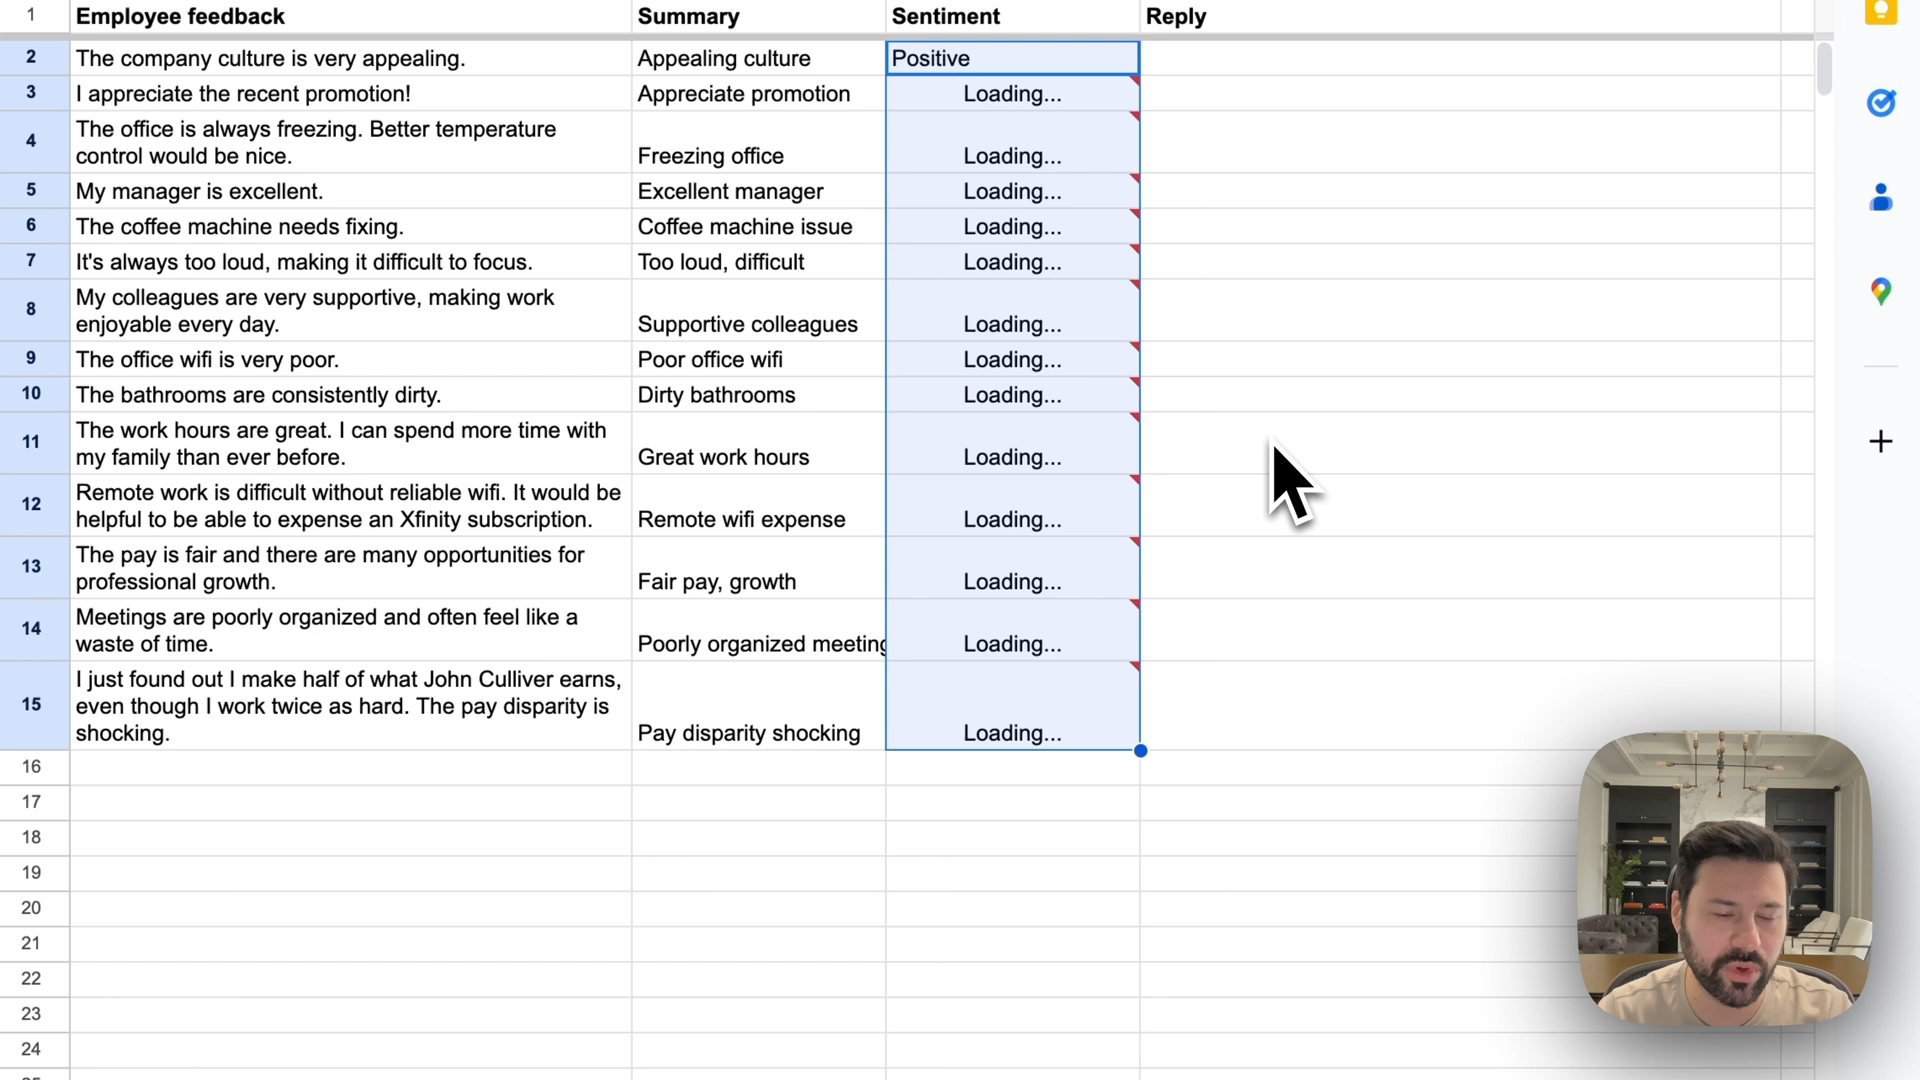 1 Employee feedback Summary Sentiment Reply
2 The company culture is very appealing. Appealing culture Positive
3 I appreciate the recent promotion! Appreciate promotion Loading...
4 The office is always freezing. Better temperature
control would be nice. Freezing office Loading...
5 My manager is excellent. Excellent manager Loading...
6 The coffee machine needs fixing. Coffee machine issue Loading...
7 It's always too loud, making it difficult to focus. Too loud, difficult Loading...
8 My colleagues are very supportive, making work
enjoyable every day. Supportive colleagues Loading...
9 The office wifi is very poor. Poor office wifi Loading...
10 The bathrooms are consistently dirty. Dirty bathrooms Loading...
11 The work hours are great. I can spend more time with
my family than ever before. Great work hours Loading...
12 Remote work is difficult without reliable wifi. It would be
helpful to be able to expense an Xfinity subscription. Remote wifi expense Loading...
13 The pay is fair and there are many opportunities for
professional growth. Fair pay, growth Loading...
14 Meetings are poorly organized and often feel like a
waste of time. Poorly organized meeting Loading...
15 I just found out I make half of what John Culliver earns,
even though I work twice as hard. The pay disparity is
shocking. Pay disparity shocking Loading...
16
17
18
19
20
21
22
23
24